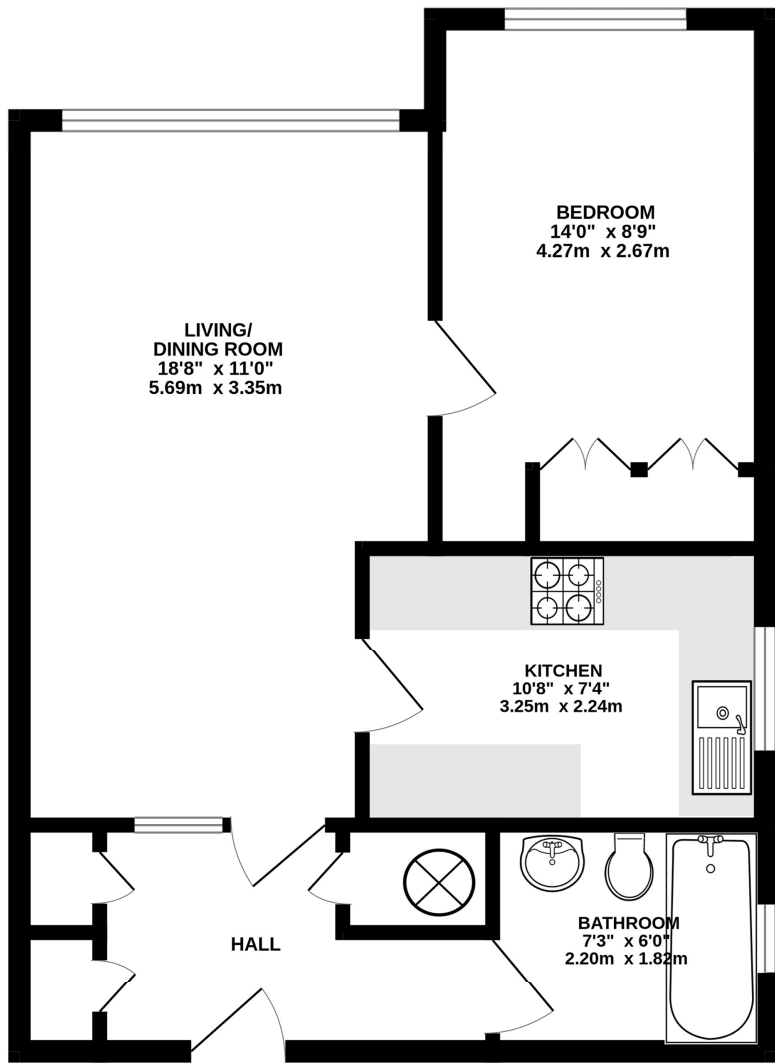 BEDROOM
14'0" x 8'9"
4.27m x 2.67m
LIVING/
DINING ROOM
18'8" x 11'0"
5.69m x 3.35m
KITCHEN
10'8" x 7'4"
3.25m x 2.24m
HALL
BATHROOM
7'3" x 6'0"
2.20m x 1.82m